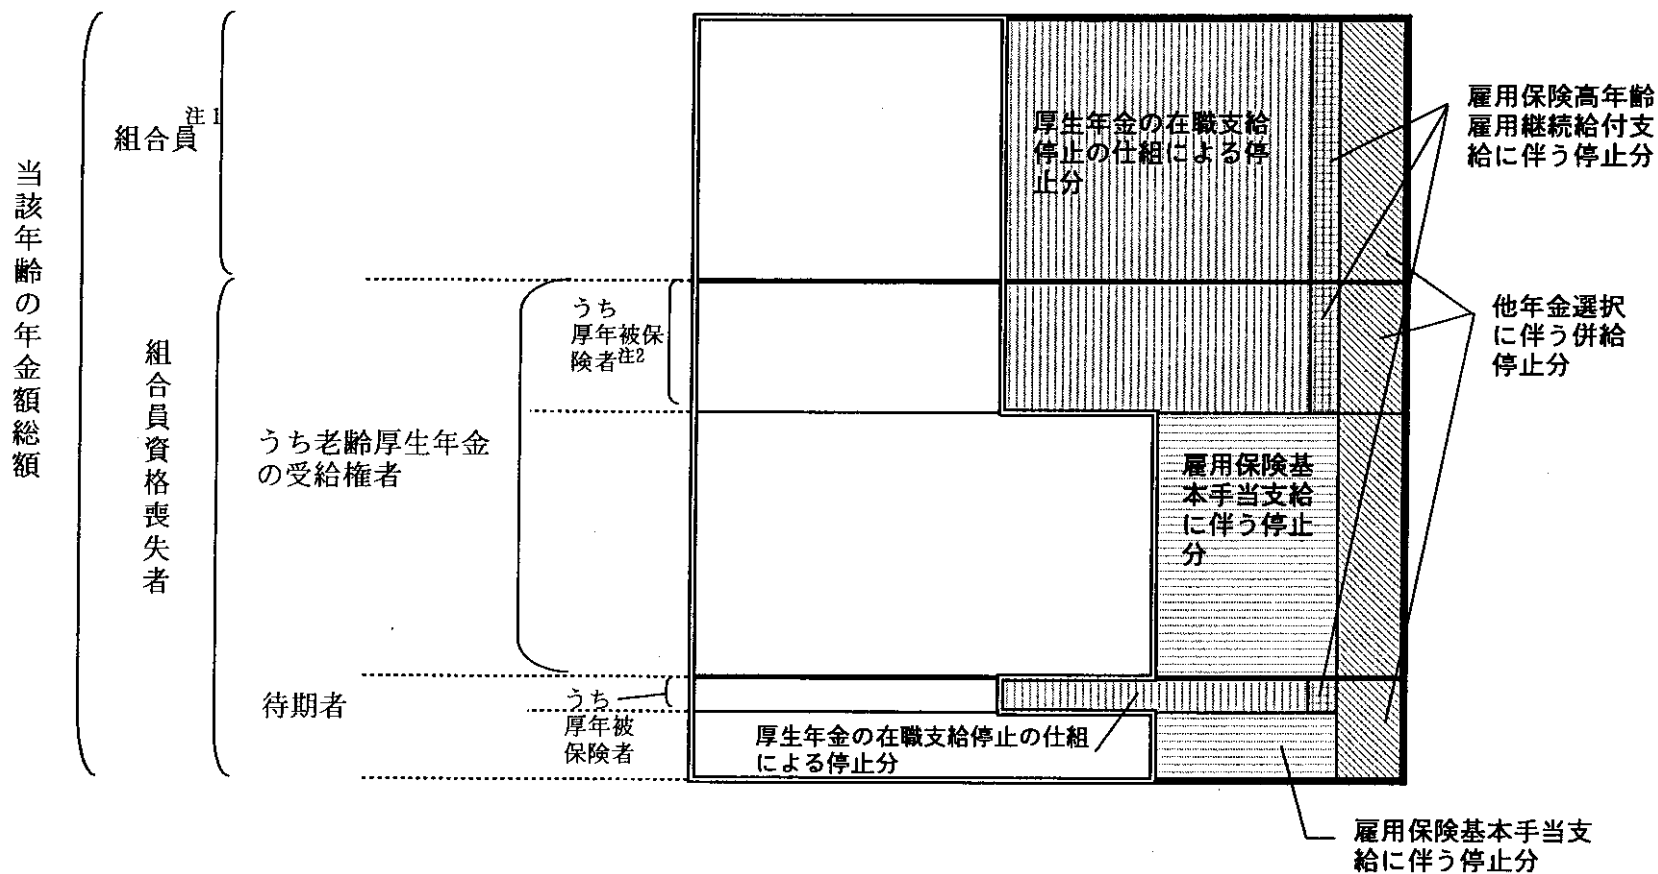 当該年齢の年金額総額
組合員注1
組合員資格喪失者
うち
厚年被保
険者注2
うち老齢厚生年金
の受給権者
待期者
うち
厚年被
保険者
厚生年金の在職支給
停止の仕組による停
止分
雇用保険基
本手当支給
に伴う停止
分
厚生年金の在職支給停止の仕組
による停止分
雇用保険高年齢
雇用継続給付支
給に伴う停止分
他年金選択
に伴う併給
停止分
雇用保険基本手当支
給に伴う停止分